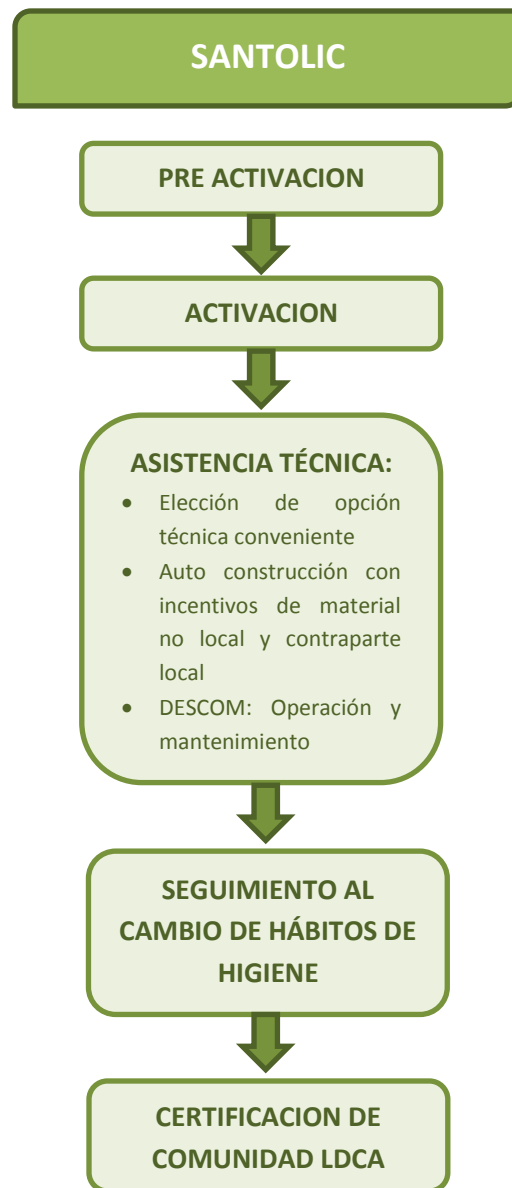 SANTOLIC
PRE ACTIVACION
ACTIVACION
ASISTENCIA TÉCNICA:
• Elección de opción
técnica conveniente
• Auto construcción con
incentivos de material
no local y contraparte
local
• DESCOM: Operación y
mantenimiento
SEGUIMIENTO AL
CAMBIO DE HÁBITOS DE
HIGIENE
CERTIFICACION DE
COMUNIDAD LDCA